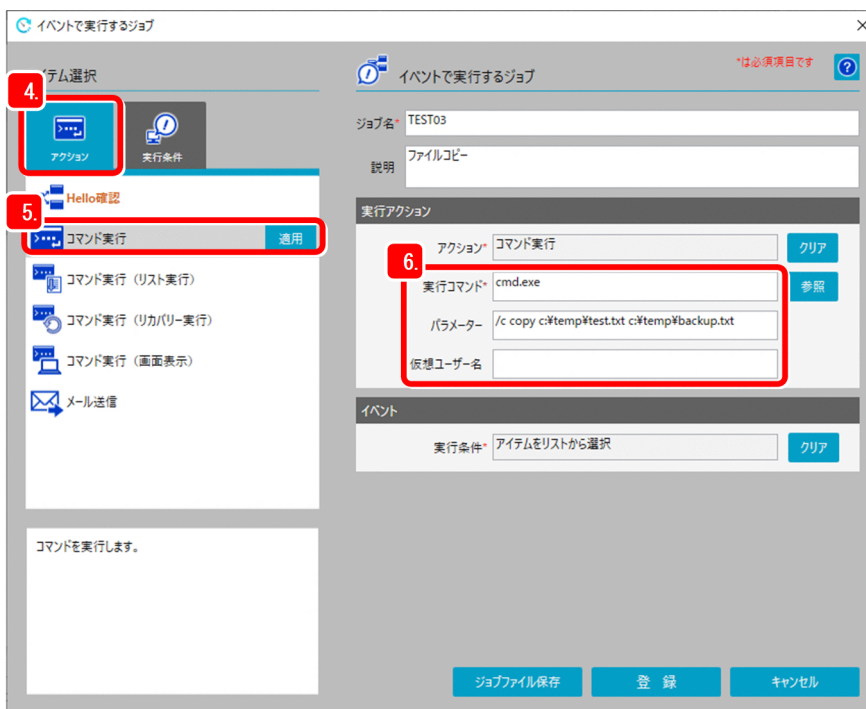 イベントで実行するジョブ
テム選択
4.
アクション
実行条件
Hello確認
5.
コマンド実行
適用
コマンド実行（リスト実行）
コマンド実行（リカバリー実行）
コマンド実行（画面表示）
メール送信
コマンドを実行します。
イベントで実行するジョブ
*は必須項目です
?
ジョブ名* TEST03
説明 ファイルコピー
実行アクション
アクション* コマンド実行 クリア
6.
実行コマンド* cmd.exe 参照
パラメーター /c copy c:¥temp¥test.txt c:¥temp¥backup.txt
仮想ユーザー名
イベント
実行条件* アイテムをリストから選択 クリア
ジョブファイル保存
登 録
キャンセル